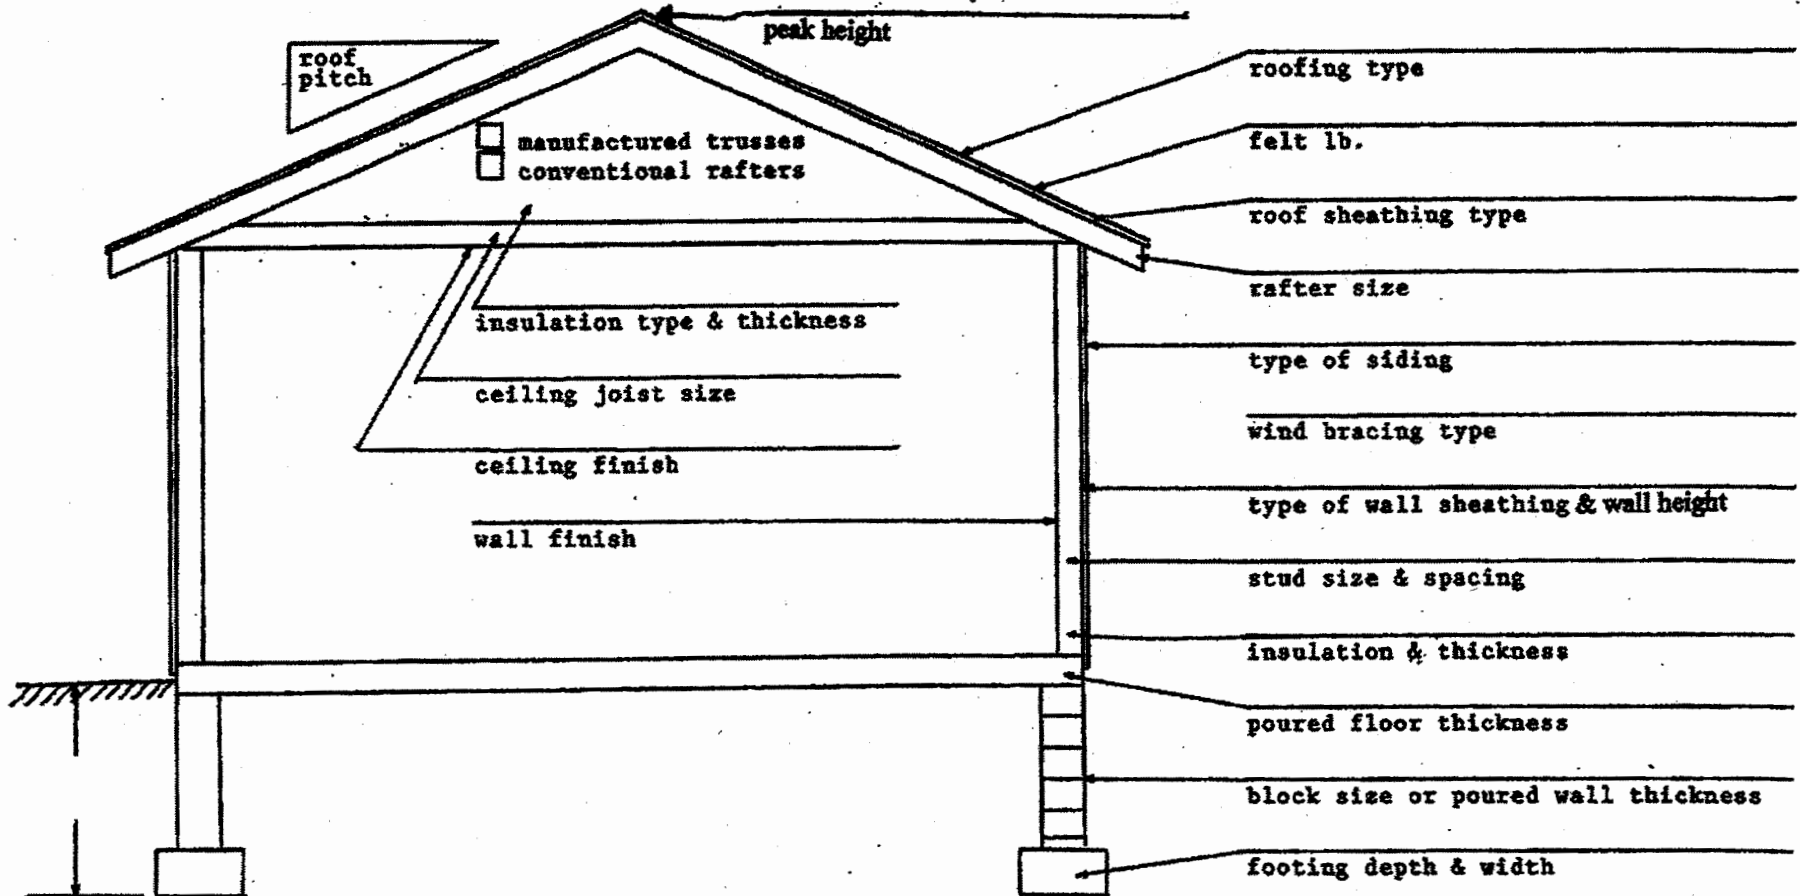 peak height
roof
pitch
roofing type
manufactured trusses
felt lb.
conventional rafters
roof sheathing type
rafter size
insulation type & thickness
type of siding
ceiling joist size
wind bracing type
ceiling finish
type of wall sheathing & wall height
wall finish
stud size & spacing
insulation & thickness
poured floor thickness
block size or poured wall thickness
footing depth & width